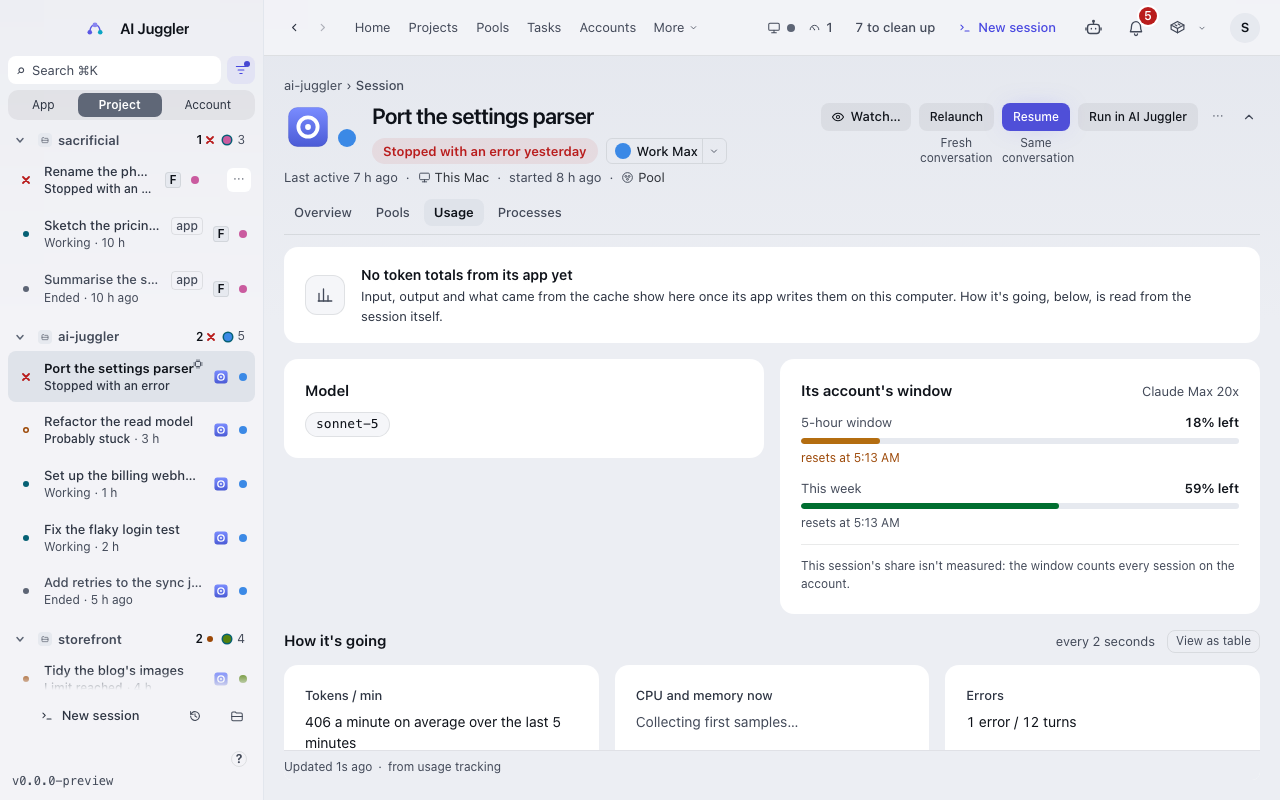 AI Juggler
Search ⌘K
App Project Account
sacrificial 1 3
Rename the ph... F
Stopped with an ...
Sketch the pricin... app F
Working · 10 h
Summarise the s... app F
Ended · 10 h ago
ai-juggler 2 5
Port the settings parser
Stopped with an error
Refactor the read model
Probably stuck · 3 h
Set up the billing webh...
Working · 1 h
Fix the flaky login test
Working · 2 h
Add retries to the sync j...
Ended · 5 h ago
storefront 2 4
Tidy the blog's images
Limit reached · 4 h
New session
?
v0.0.0-preview
Home Projects Pools Tasks Accounts More 1 7 to clean up New session 5 S
ai-juggler › Session
Port the settings parser
Stopped with an error yesterday Work Max
Watch... Relaunch Resume Run in AI Juggler ...
Fresh conversation
Same conversation
Last active 7 h ago · This Mac · started 8 h ago · Pool
Overview Pools Usage Processes
No token totals from its app yet
Input, output and what came from the cache show here once its app writes them on this computer. How it's going, below, is read from the
session itself.
Model
sonnet-5
Its account's window Claude Max 20x
5-hour window 18% left
resets at 5:13 AM
This week 59% left
resets at 5:13 AM
This session's share isn't measured: the window counts every session on the
account.
How it's going every 2 seconds View as table
Tokens / min
406 a minute on average over the last 5
minutes
CPU and memory now
Collecting first samples...
Errors
1 error / 12 turns
Updated 1s ago · from usage tracking